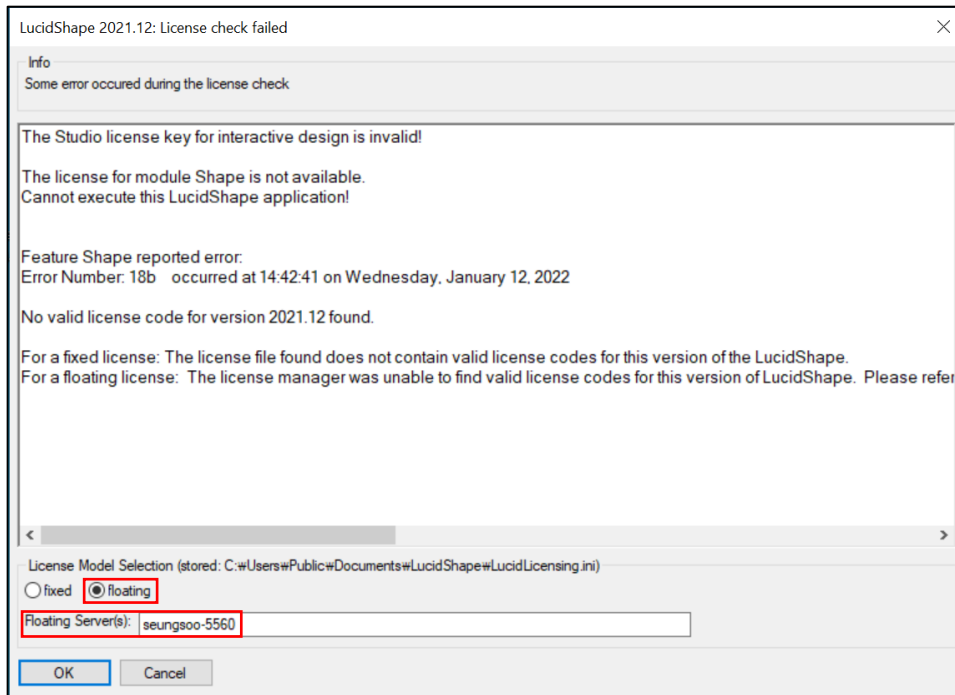 LucidShape 2021.12: License check failed
Info
Some error occured during the license check
The Studio license key for interactive design is invalid!
The license for module Shape is not available.
Cannot execute this LucidShape application!
Feature Shape reported error:
Error Number: 18b    occurred at 14:42:41 on Wednesday, January 12, 2022
No valid license code for version 2021.12 found.
For a fixed license: The license file found does not contain valid license codes for this version of the LucidShape.
For a floating license:  The license manager was unable to find valid license codes for this version of LucidShape.  Please refer
License Model Selection (stored: C:₩Users₩Public₩Documents₩LucidShape₩LucidLicensing.ini)
fixed floating
Floating Server(s): seungsoo-5560
OK Cancel